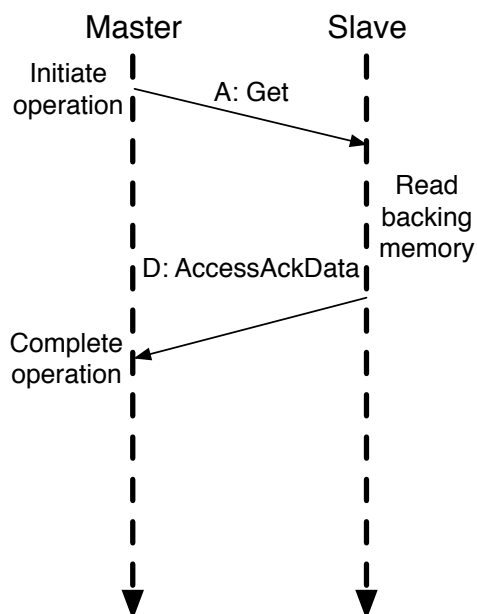 Master
Slave
Initiate
operation
A: Get
Read
backing
memory
D: AccessAckData
Complete
operation